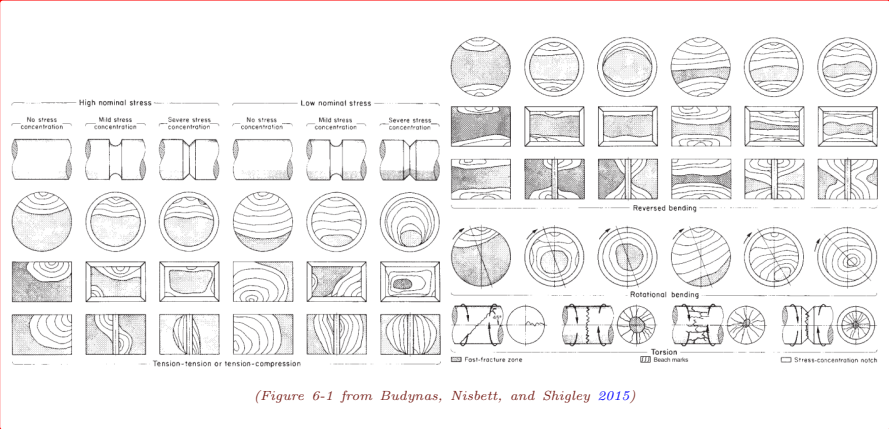 High nominal stress
Low nominal stress
No stress concentration
Mild stress concentration
Severe stress concentration
No stress concentration
Mild stress concentration
Severe stress concentration
Tension-tension or tension-compression
Reversed bending
Rotational bending
Torsion
Fast-fracture zone
Beach marks
Stress-concentration notch
(Figure 6-1 from Budynas, Nisbett, and Shigley 2015)